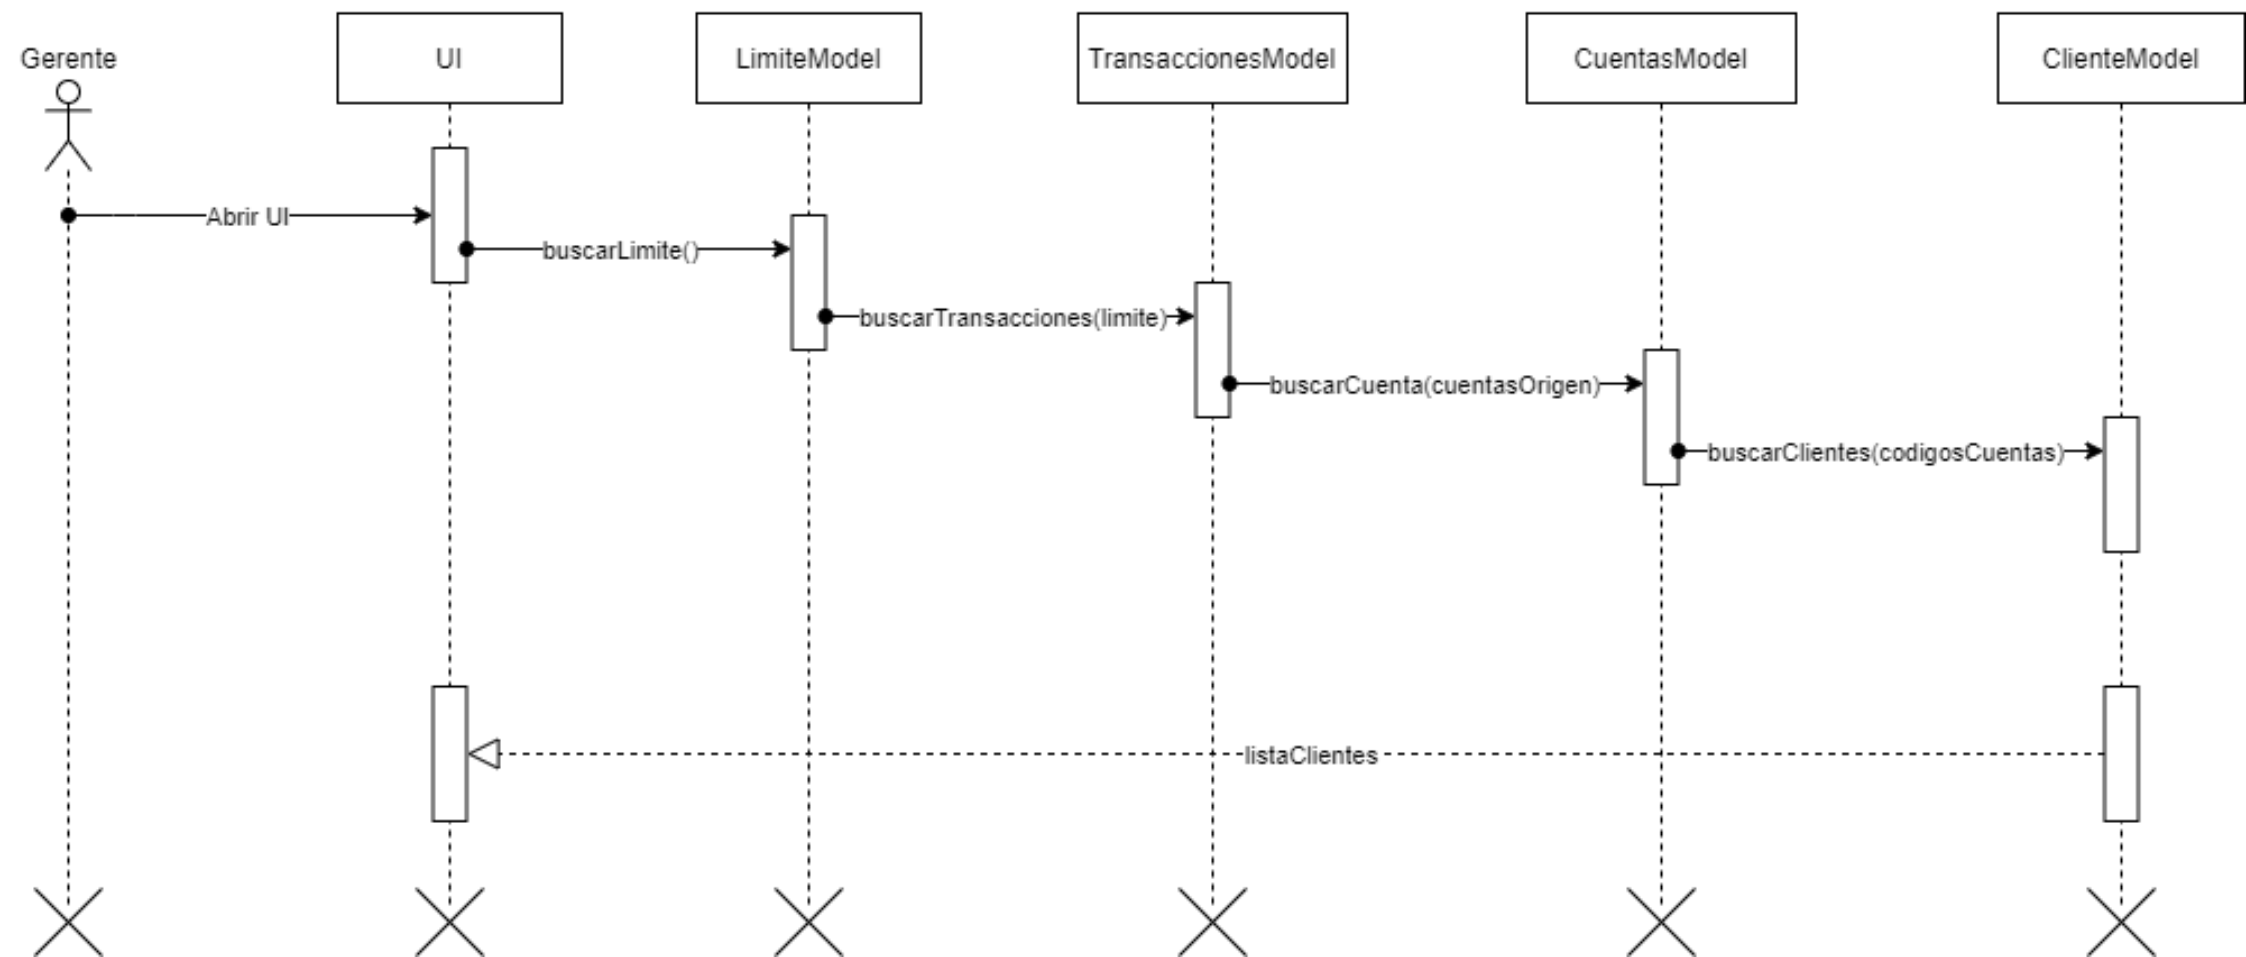 Gerente
UI
LimiteModel
TransaccionesModel
CuentasModel
ClienteModel
Abrir UI
buscarLimite()
buscarTransacciones(limite)
buscarCuenta(cuentasOrigen)
buscarClientes(codigosCuentas)
listaClientes